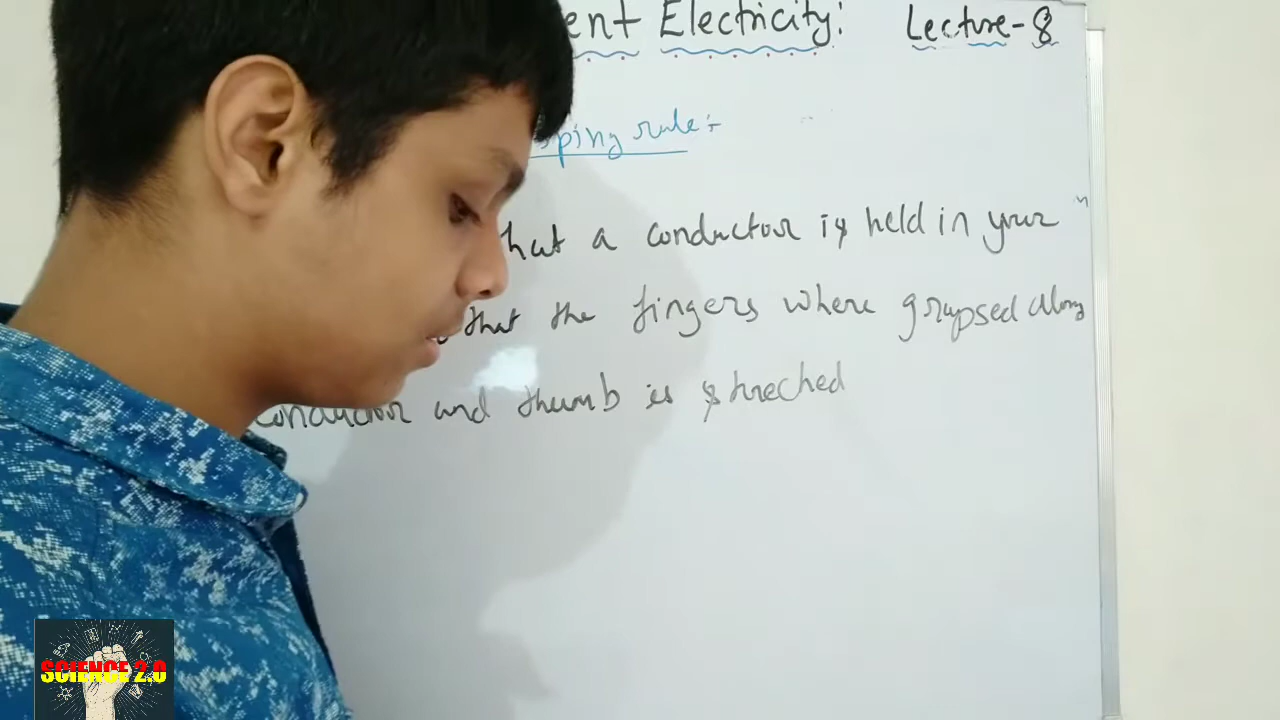 ent Electricity: Lecture-8
pping rule:-
hat a conductor is held in your
that the fingers where grapsed along
conductor and thumb is streched
SCIENCE 2.0